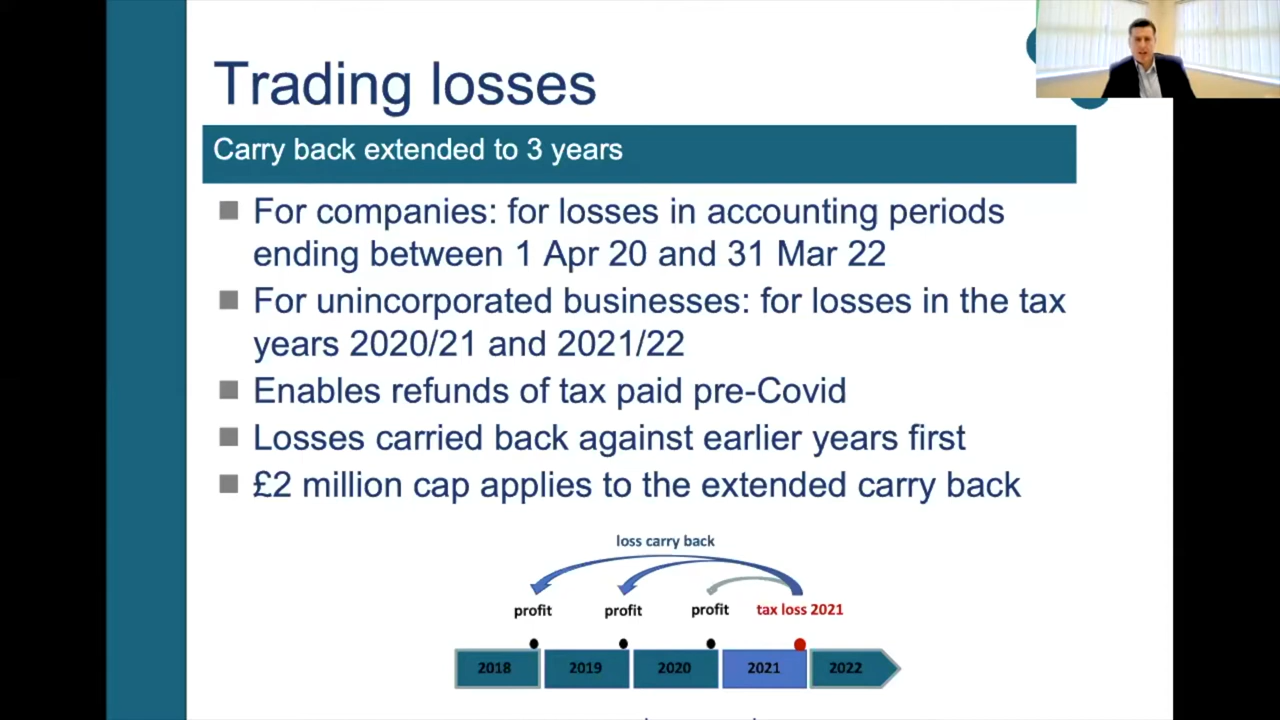 Trading losses
Carry back extended to 3 years
For companies: for losses in accounting periods
ending between 1 Apr 20 and 31 Mar 22
For unincorporated businesses: for losses in the tax
years 2020/21 and 2021/22
Enables refunds of tax paid pre-Covid
Losses carried back against earlier years first
£2 million cap applies to the extended carry back
loss carry back
profit profit profit tax loss 2021
2018 2019 2020 2021 2022